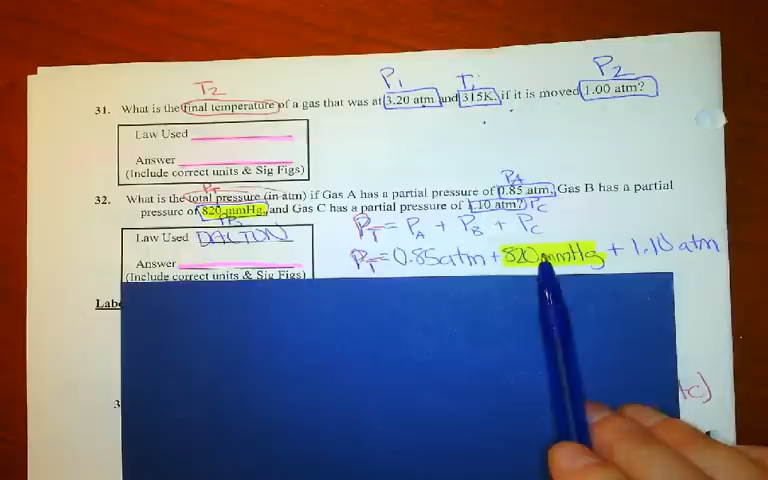 T2 P1 T1 P2
31. What is the final temperature of a gas that was at 3.20 atm and 315K, if it is moved 1.00 atm?
Law Used
Answer
(Include correct units & Sig Figs)
PT PA
32. What is the total pressure (in atm) if Gas A has a partial pressure of 0.85 atm, Gas B has a partial
pressure of 820 mmHg, and Gas C has a partial pressure of 1.10 atm? PC
PB
PT = PA + PB + PC
Law Used DALTON
PT = 0.85atm + 820mmHg + 1.10 atm
Answer
(Include correct units & Sig Figs)